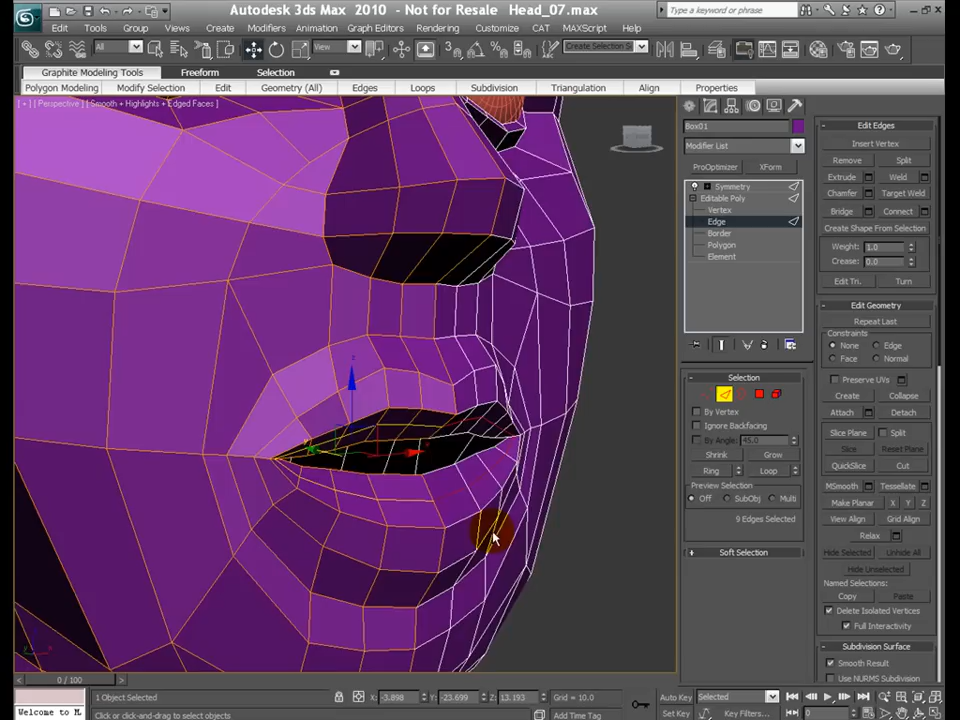 Autodesk 3ds Max 2010 - Not for Resale Head_07.max
Type a keyword or phrase
Edit Tools Group Views Create Modifiers Animation Graph Editors Rendering Customize CAT MAXScript Help
All View Create Selection S
Graphite Modeling Tools Freeform Selection
Polygon Modeling Modify Selection Edit Geometry (All) Edges Loops Subdivision Triangulation Align Properties
[ + ] [ Perspective ] [ Smooth + Highlights + Edged Faces ]
Box01
Modifier List
ProOptimizer XForm
Symmetry
Editable Poly
Vertex
Edge
Border
Polygon
Element
Selection
By Vertex
Ignore Backfacing
By Angle: 45.0
Shrink Grow
Ring Loop
Preview Selection
Off SubObj Multi
9 Edges Selected
Soft Selection
Edit Edges
Insert Vertex
Remove Split
Extrude Weld
Chamfer Target Weld
Bridge Connect
Create Shape From Selection
Weight: 1.0
Crease: 0.0
Edit Tri. Turn
Edit Geometry
Repeat Last
Constraints
None Edge
Face Normal
Preserve UVs
Create Collapse
Attach Detach
Slice Plane Split
Slice Reset Plane
QuickSlice Cut
MSmooth Tessellate
Make Planar X Y Z
View Align Grid Align
Relax
Hide Selected Unhide All
Hide Unselected
Named Selections:
Copy Paste
Delete Isolated Vertices
Full Interactivity
Subdivision Surface
Smooth Result
Use NURMS Subdivision
0 / 100
1 Object Selected X: -3.898 Y: -23.699 Z: 13.193 Grid = 10.0 Auto Key Selected
Welcome to M Click or click-and-drag to select objects Add Time Tag Set Key Key Filters... 0